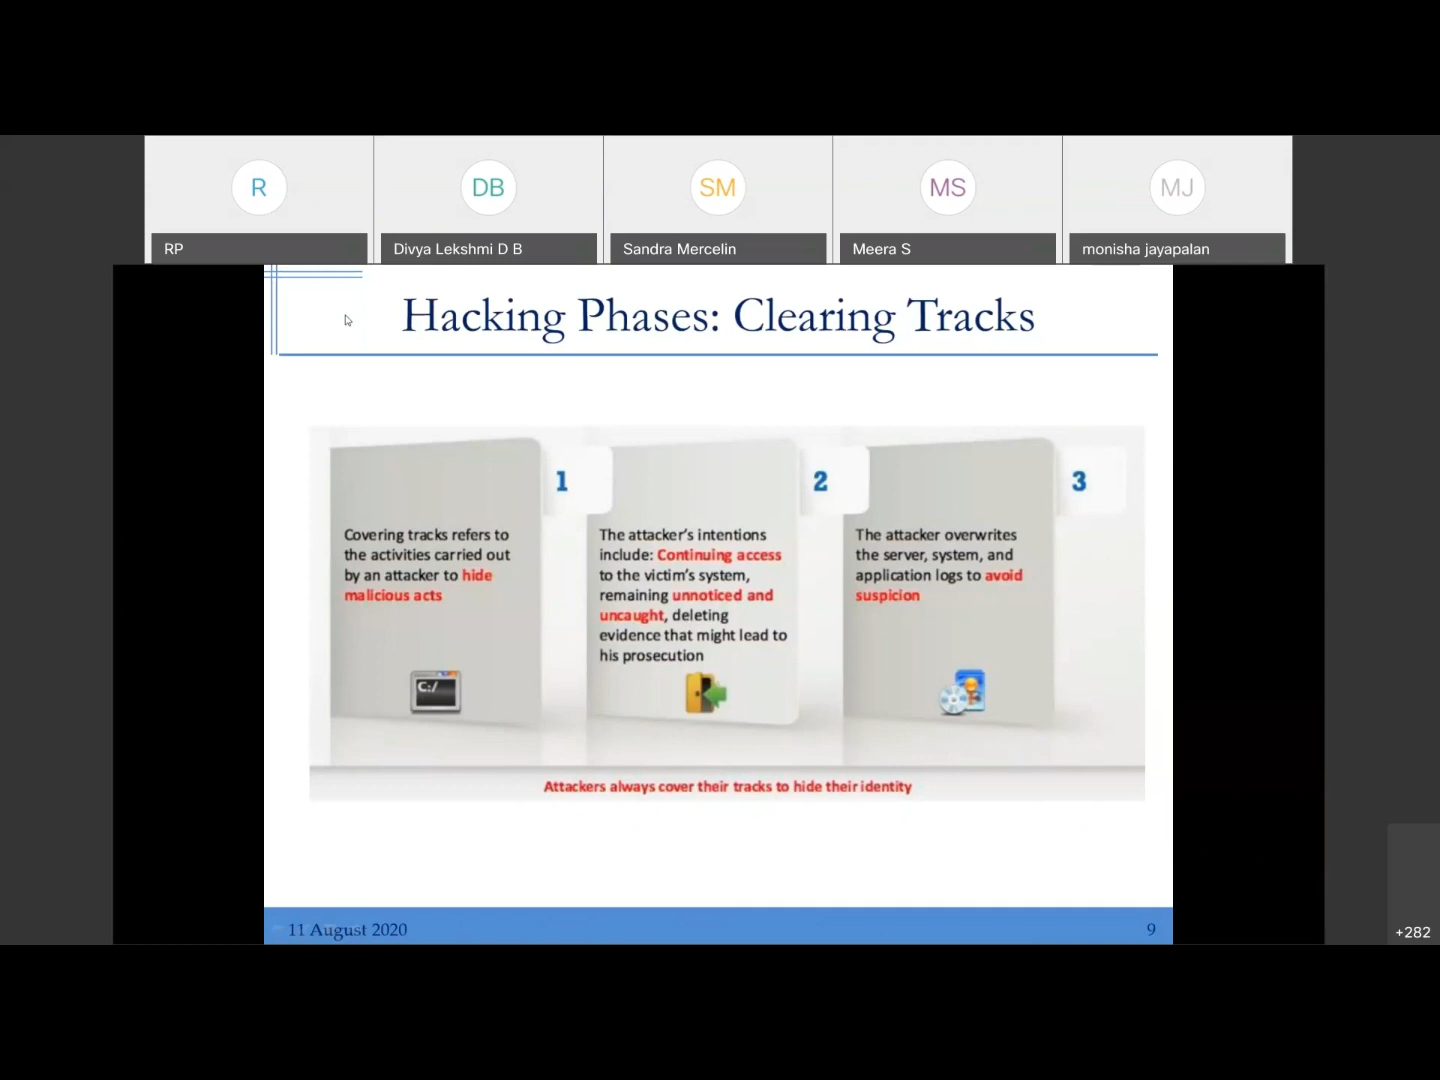 R
DB
SM
MS
MJ
RP
Divya Lekshmi D B
Sandra Mercelin
Meera S
monisha jayapalan
Hacking Phases: Clearing Tracks
1
Covering tracks refers to
the activities carried out
by an attacker to hide
malicious acts
C:/
2
The attacker’s intentions
include: Continuing access
to the victim’s system,
remaining unnoticed and
uncaught, deleting
evidence that might lead to
his prosecution
3
The attacker overwrites
the server, system, and
application logs to avoid
suspicion
Attackers always cover their tracks to hide their identity
11 August 2020
9
+282